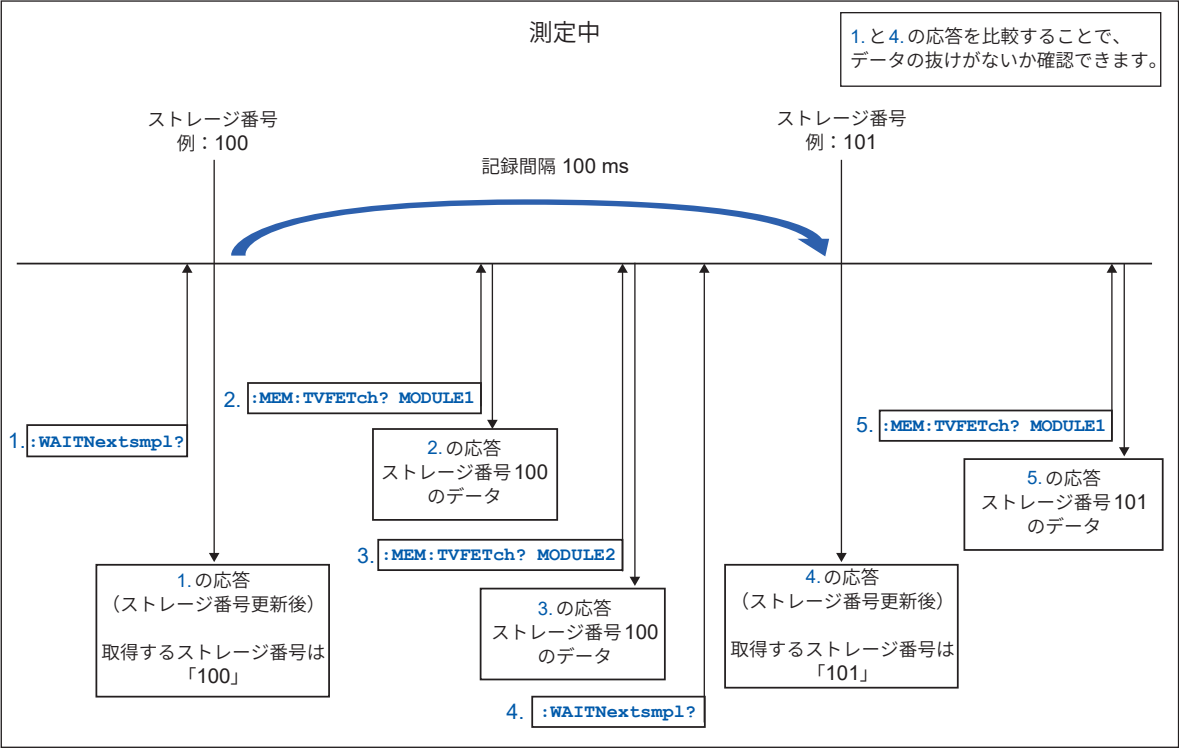 測定中
1.と4.の応答を比較することで、
データの抜けがないか確認できます。
ストレージ番号
例：100
ストレージ番号
例：101
記録間隔 100 ms
1. :WAITNextsmpl?
2. :MEM:TVFETch? MODULE1
2.の応答
ストレージ番号100
のデータ
3. :MEM:TVFETch? MODULE2
5. :MEM:TVFETch? MODULE1
5.の応答
ストレージ番号101
のデータ
1.の応答
（ストレージ番号更新後）
取得するストレージ番号は
「100」
3.の応答
ストレージ番号100
のデータ
4.の応答
（ストレージ番号更新後）
取得するストレージ番号は
「101」
4. :WAITNextsmpl?